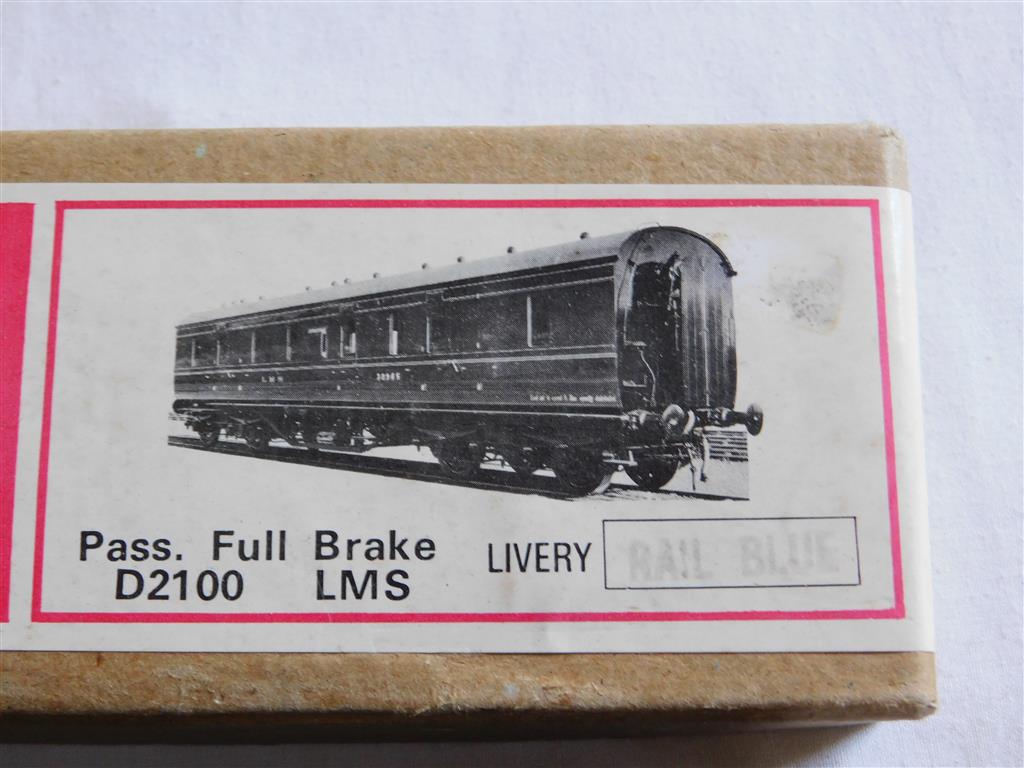 Pass. Full Brake
D2100 LMS
LIVERY RAIL BLUE